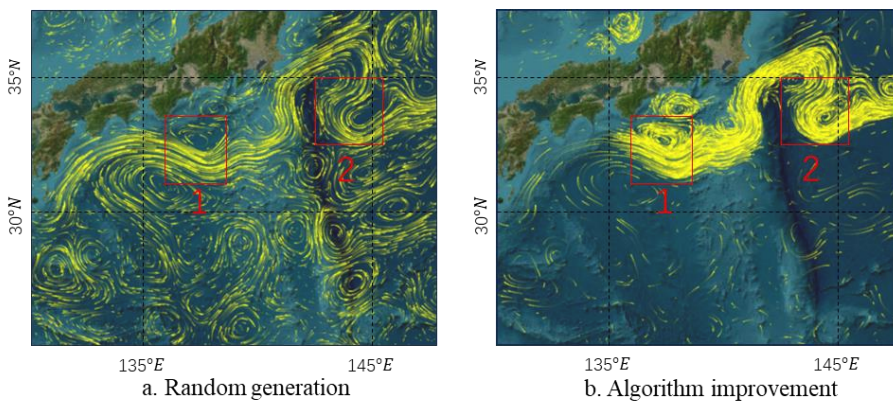 35°N
30°N
1
2
135°E
145°E
a. Random generation
35°N
30°N
1
2
135°E
145°E
b. Algorithm improvement